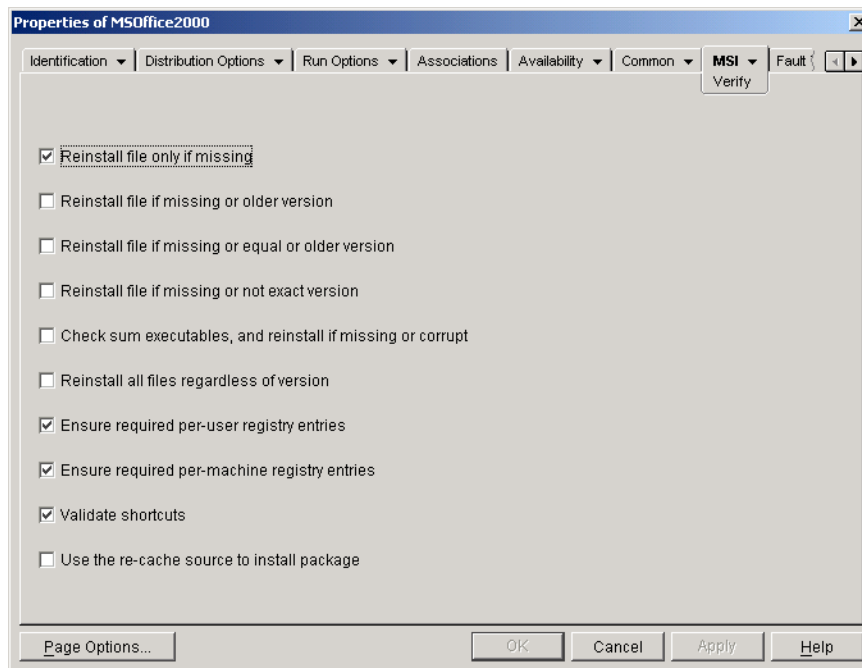 Properties of MSOffice2000
Identification Distribution Options Run Options Associations Availability Common MSI Fault
Verify
Reinstall file only if missing
Reinstall file if missing or older version
Reinstall file if missing or equal or older version
Reinstall file if missing or not exact version
Check sum executables, and reinstall if missing or corrupt
Reinstall all files regardless of version
Ensure required per-user registry entries
Ensure required per-machine registry entries
Validate shortcuts
Use the re-cache source to install package
Page Options... OK Cancel Apply Help